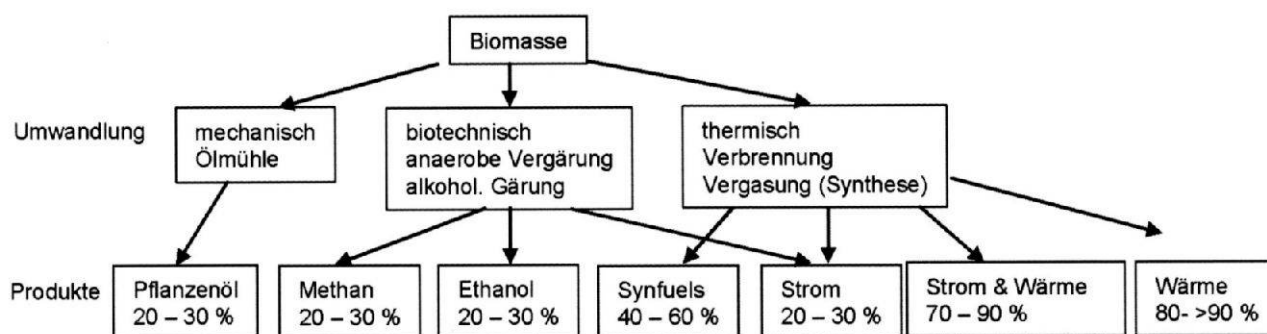 Biomasse
Umwandlung
mechanisch
Ölmühle
biotechnisch
anaerobe Vergärung
alkohol. Gärung
thermisch
Verbrennung
Vergasung (Synthese)
Produkte
Pflanzenöl
20 – 30 %
Methan
20 – 30 %
Ethanol
20 – 30 %
Synfuels
40 – 60 %
Strom
20 – 30 %
Strom & Wärme
70 – 90 %
Wärme
80- >90 %